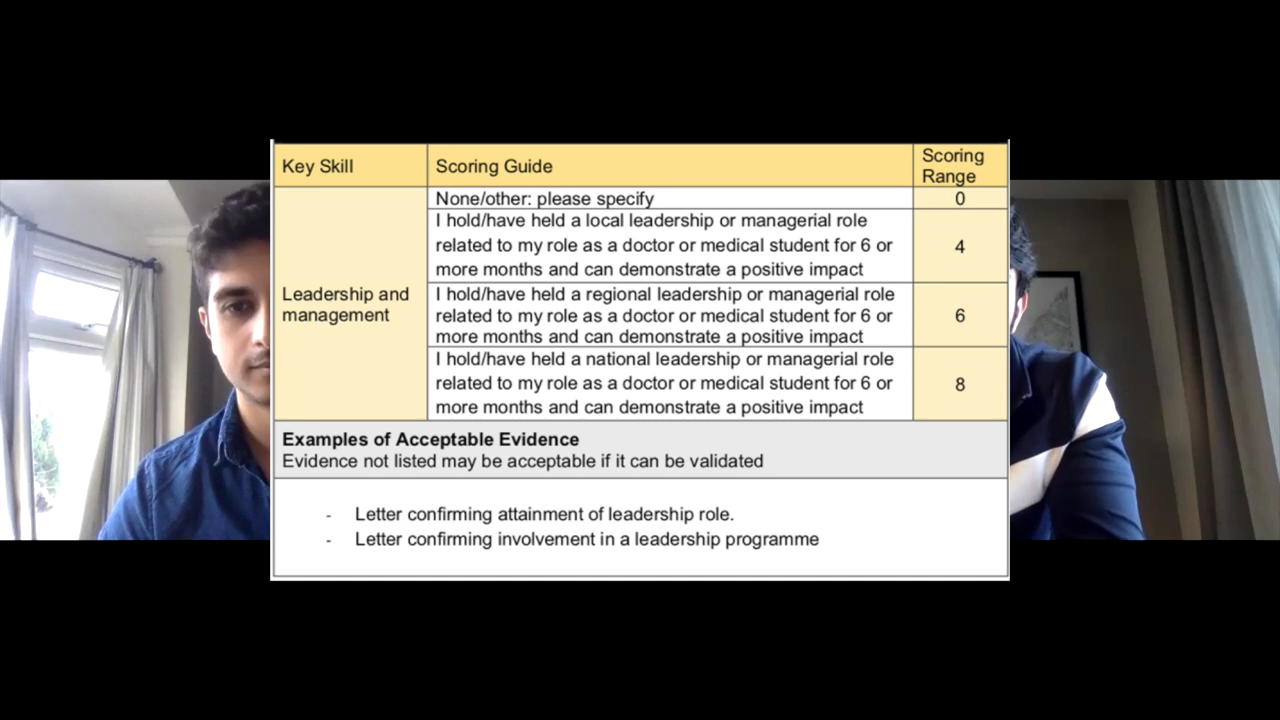 Key Skill
Scoring Guide
Scoring
Range
None/other: please specify
0
I hold/have held a local leadership or managerial role
related to my role as a doctor or medical student for 6 or
more months and can demonstrate a positive impact
4
Leadership and
management
I hold/have held a regional leadership or managerial role
related to my role as a doctor or medical student for 6 or
more months and can demonstrate a positive impact
6
I hold/have held a national leadership or managerial role
related to my role as a doctor or medical student for 6 or
more months and can demonstrate a positive impact
8
Examples of Acceptable Evidence
Evidence not listed may be acceptable if it can be validated
- Letter confirming attainment of leadership role.
- Letter confirming involvement in a leadership programme